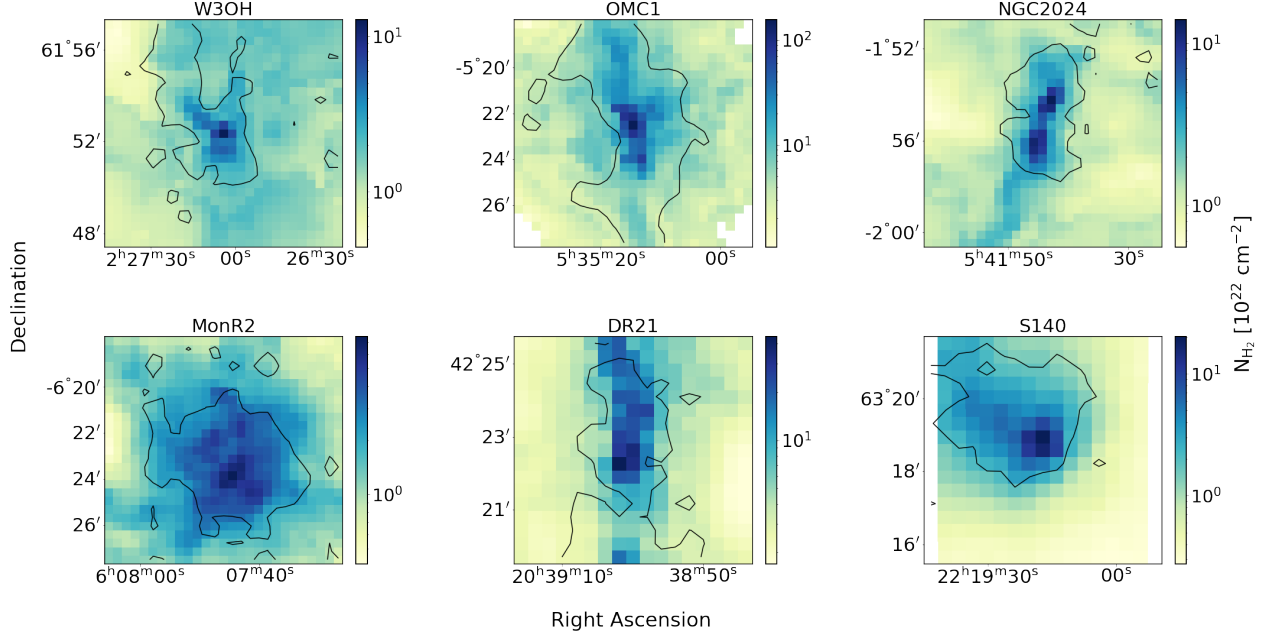 W3OH
OMC1
NGC2024
61°56′
52′
48′
2ʰ27ᵐ30ˢ 00ˢ 26ᵐ30ˢ
10¹
10⁰
-5°20′
22′
24′
26′
5ʰ35ᵐ20ˢ 00ˢ
10²
10¹
-1°52′
56′
-2°00′
5ʰ41ᵐ50ˢ 30ˢ
10¹
10⁰
Declination
N_H₂ [10²² cm⁻²]
MonR2
DR21
S140
-6°20′
22′
24′
26′
6ʰ08ᵐ00ˢ 07ᵐ40ˢ
10⁰
42°25′
23′
21′
20ʰ39ᵐ10ˢ 38ᵐ50ˢ
10¹
63°20′
18′
16′
22ʰ19ᵐ30ˢ 00ˢ
10¹
10⁰
Right Ascension